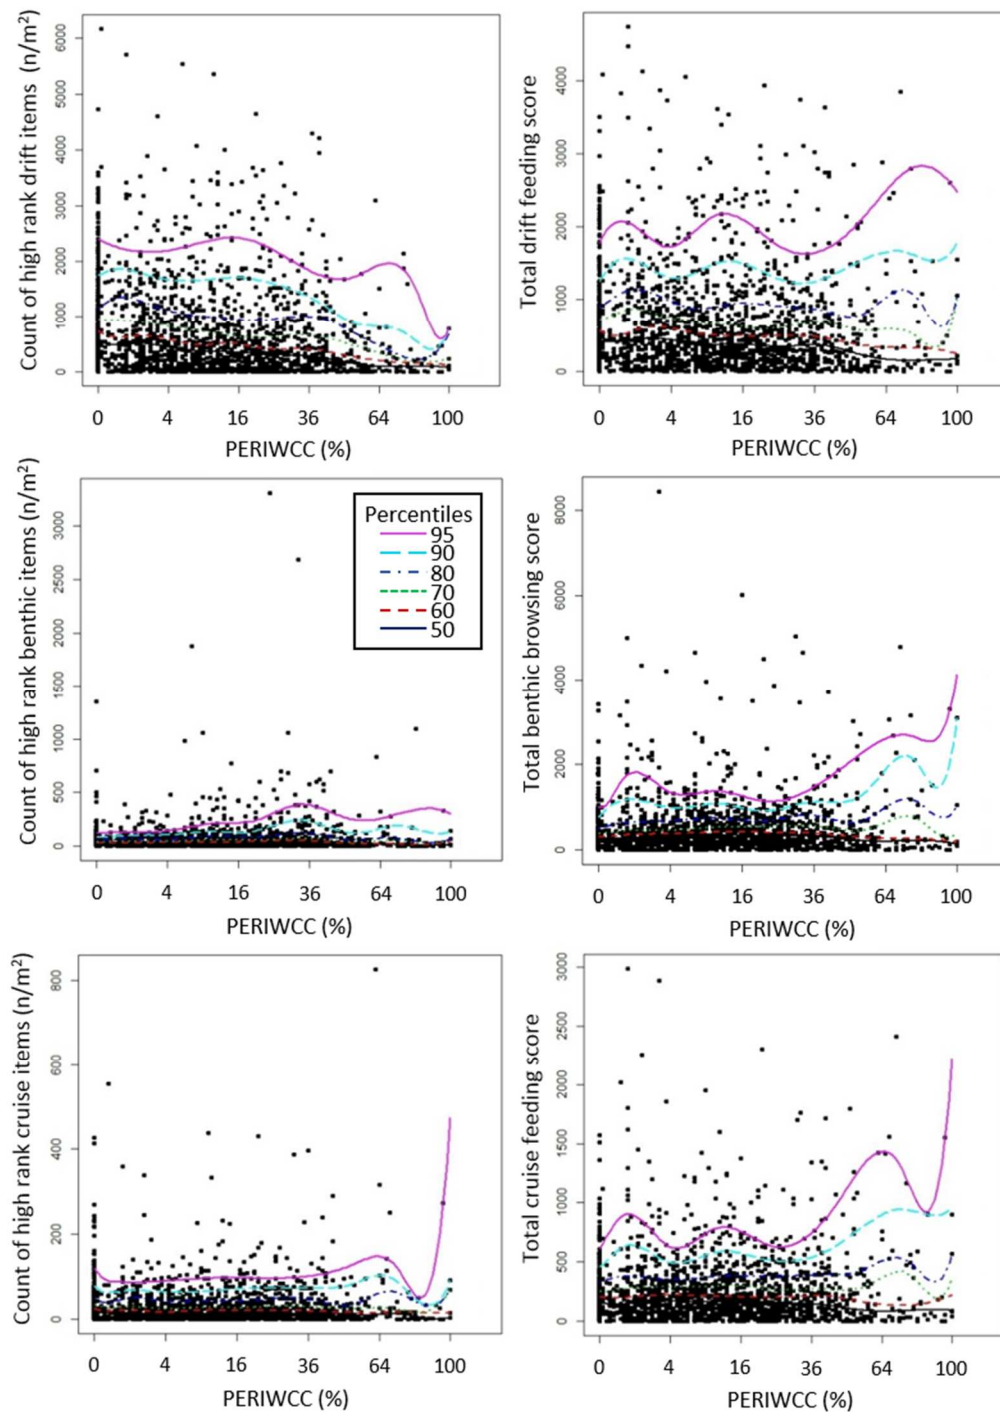 Count of high rank drift items (n/m²)
0
1000
2000
3000
4000
5000
6000
0 4 16 36 64 100
PERIWCC (%)
Total drift feeding score
0
1000
2000
3000
4000
0 4 16 36 64 100
PERIWCC (%)
Count of high rank benthic items (n/m²)
0
500
1000
1500
2000
2500
3000
Percentiles
95
90
80
70
60
50
0 4 16 36 64 100
PERIWCC (%)
Total benthic browsing score
0
2000
4000
6000
8000
0 4 16 36 64 100
PERIWCC (%)
Count of high rank cruise items (n/m²)
0
200
400
600
800
0 4 16 36 64 100
PERIWCC (%)
Total cruise feeding score
0
500
1000
1500
2000
2500
3000
0 4 16 36 64 100
PERIWCC (%)